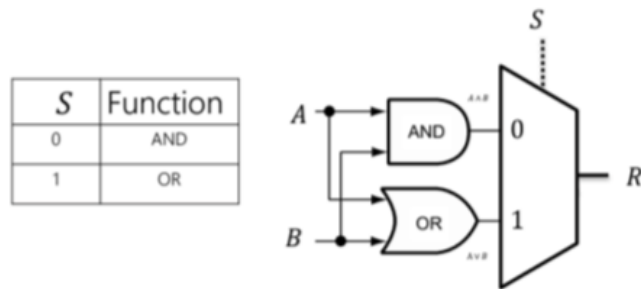 S Function
0 AND
1 OR
S
A
AND
A ∧ B
0
R
OR
1
B
A ∨ B